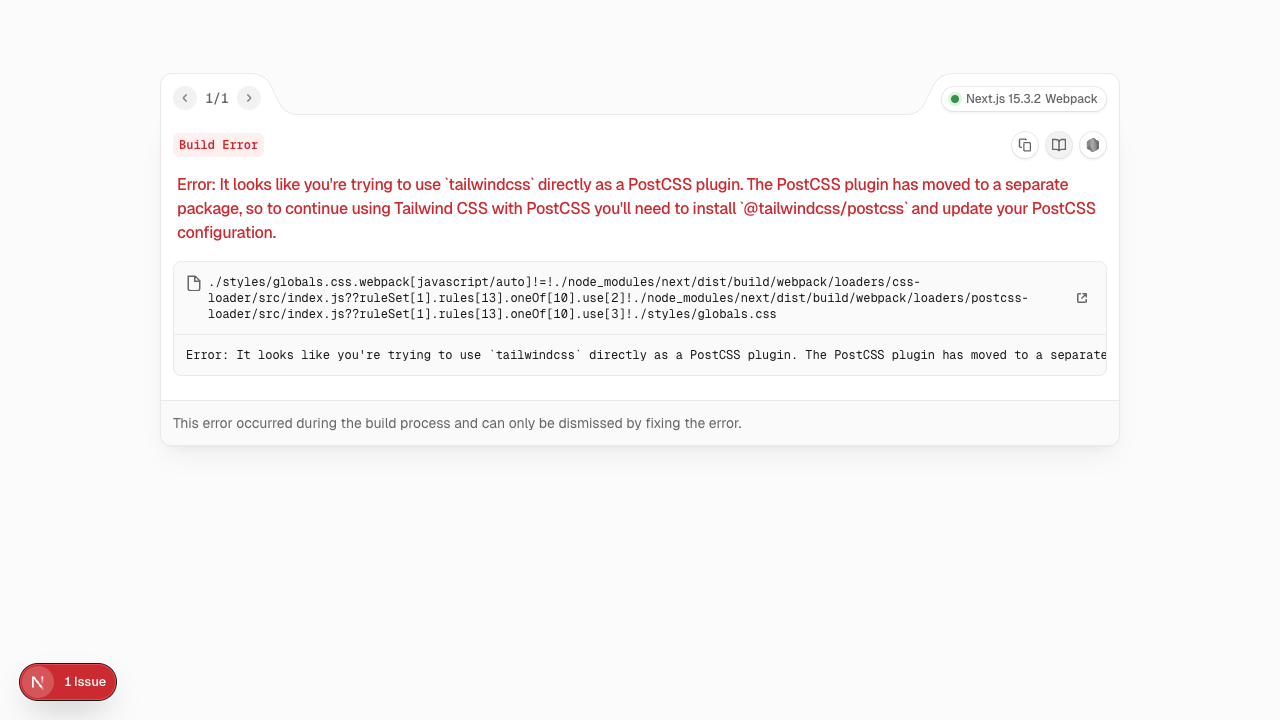 1/1
Next.js 15.3.2 Webpack
Build Error
Error: It looks like you're trying to use `tailwindcss` directly as a PostCSS plugin. The PostCSS plugin has moved to a separate
package, so to continue using Tailwind CSS with PostCSS you'll need to install `@tailwindcss/postcss` and update your PostCSS
configuration.
./styles/globals.css.webpack[javascript/auto]!=!./node_modules/next/dist/build/webpack/loaders/css-
loader/src/index.js??ruleSet[1].rules[13].oneOf[10].use[2]!./node_modules/next/dist/build/webpack/loaders/postcss-
loader/src/index.js??ruleSet[1].rules[13].oneOf[10].use[3]!./styles/globals.css
Error: It looks like you're trying to use `tailwindcss` directly as a PostCSS plugin. The PostCSS plugin has moved to a separate
This error occurred during the build process and can only be dismissed by fixing the error.
N
1 Issue